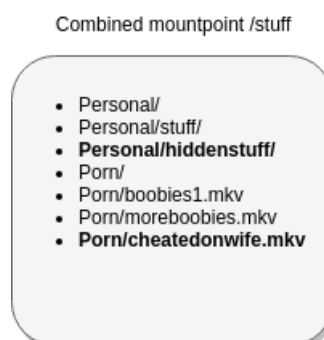 Combined mountpoint /stuff
• Personal/
• Personal/stuff/
• Personal/hiddenstuff/
• Porn/
• Porn/boobies1.mkv
• Porn/moreboobies.mkv
• Porn/cheatedonwife.mkv